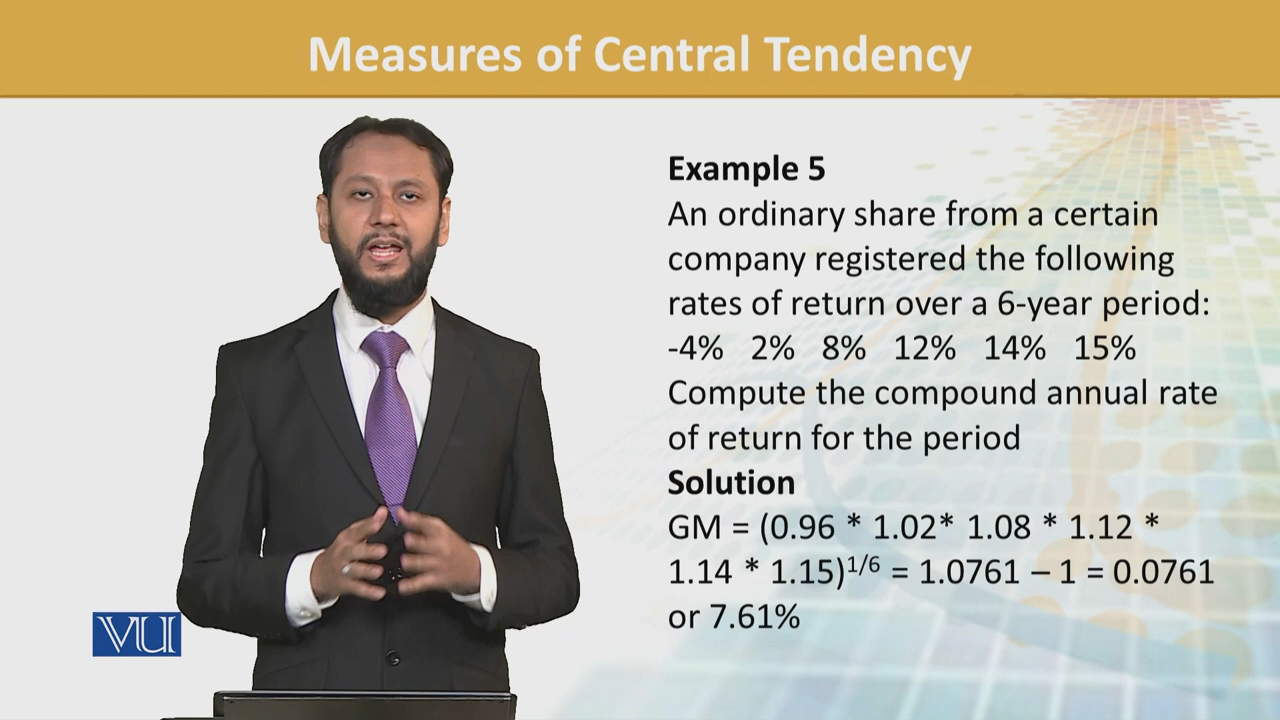 Measures of Central Tendency
Example 5
An ordinary share from a certain
company registered the following
rates of return over a 6-year period:
-4% 2% 8% 12% 14% 15%
Compute the compound annual rate
of return for the period
Solution
GM = (0.96 * 1.02* 1.08 * 1.12 *
1.14 * 1.15)^1/6 = 1.0761 – 1 = 0.0761
or 7.61%
VU